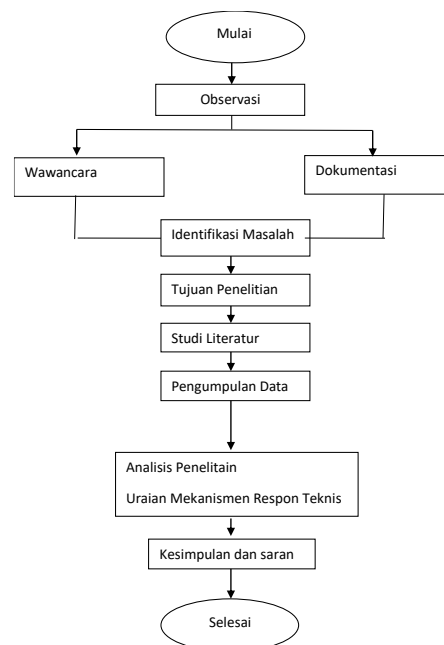 Mulai
Observasi
Wawancara
Dokumentasi
Identifikasi Masalah
Tujuan Penelitian
Studi Literatur
Pengumpulan Data
Analisis Penelitain
Uraian Mekanismen Respon Teknis
Kesimpulan dan saran
Selesai